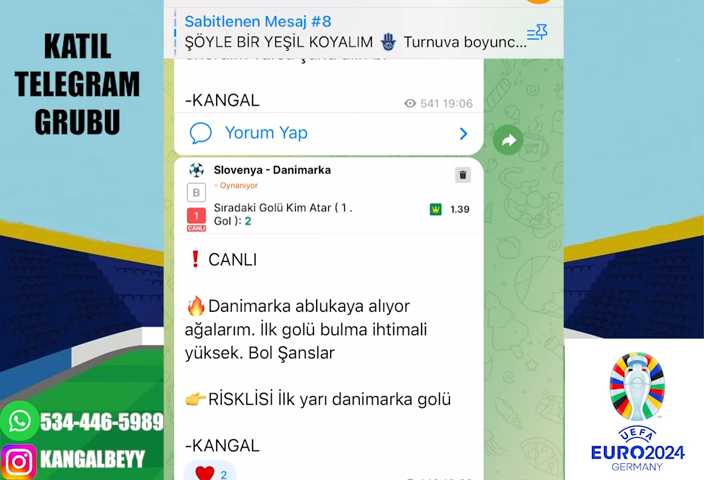 KATIL
TELEGRAM
GRUBU
Sabitlenen Mesaj #8
ŞÖYLE BİR YEŞİL KOYALIM 🪬 Turnuva boyunc...
-KANGAL
541 19:06
Yorum Yap
Slovenya - Danimarka
B
Oynanıyor
1
CANLI
Sıradaki Golü Kim Atar ( 1 .
Gol ): 2
1.39
❗ CANLI
🔥Danimarka ablukaya alıyor
ağalarım. İlk golü bulma ihtimali
yüksek. Bol Şanslar
👉RİSKLİSİ İlk yarı danimarka golü
-KANGAL
2
534-446-5989
KANGALBEYY
UEFA
EURO2024
GERMANY